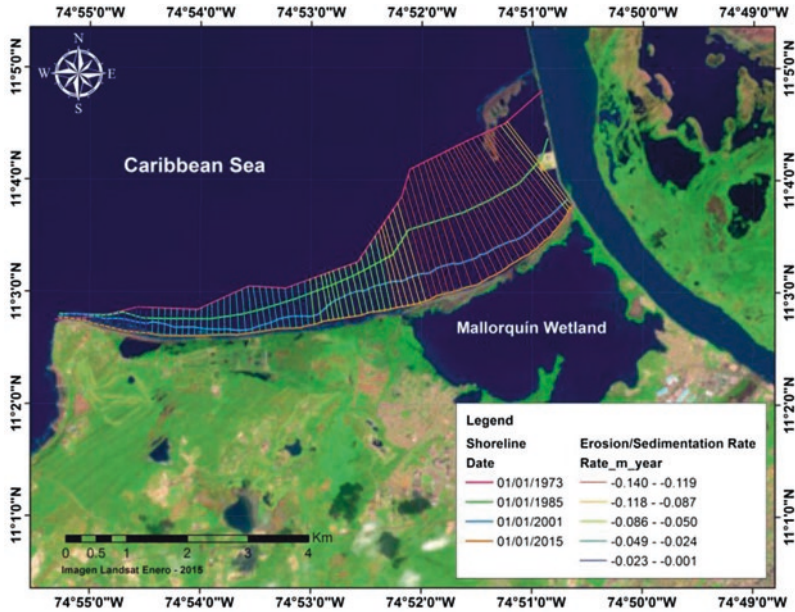 74°55'0"W 74°54'0"W 74°53'0"W 74°52'0"W 74°51'0"W 74°50'0"W 74°49'0"W
11°5'0"N 11°5'0"N
N
W E
S
Caribbean Sea
11°4'0"N 11°4'0"N
11°3'0"N 11°3'0"N
Mallorquín Wetland
11°2'0"N 11°2'0"N
11°1'0"N 11°1'0"N
Legend
Shoreline Erosion/Sedimentation Rate
Date Rate_m_year
01/01/1973 -0.140 - -0.119
01/01/1985 -0.118 - -0.087
01/01/2001 -0.086 - -0.050
01/01/2015 -0.049 - -0.024
-0.023 - -0.001
Km
0 0.5 1 2 3 4
Imagen Landsat Enero - 2015
74°55'0"W 74°54'0"W 74°53'0"W 74°52'0"W 74°51'0"W 74°50'0"W 74°49'0"W